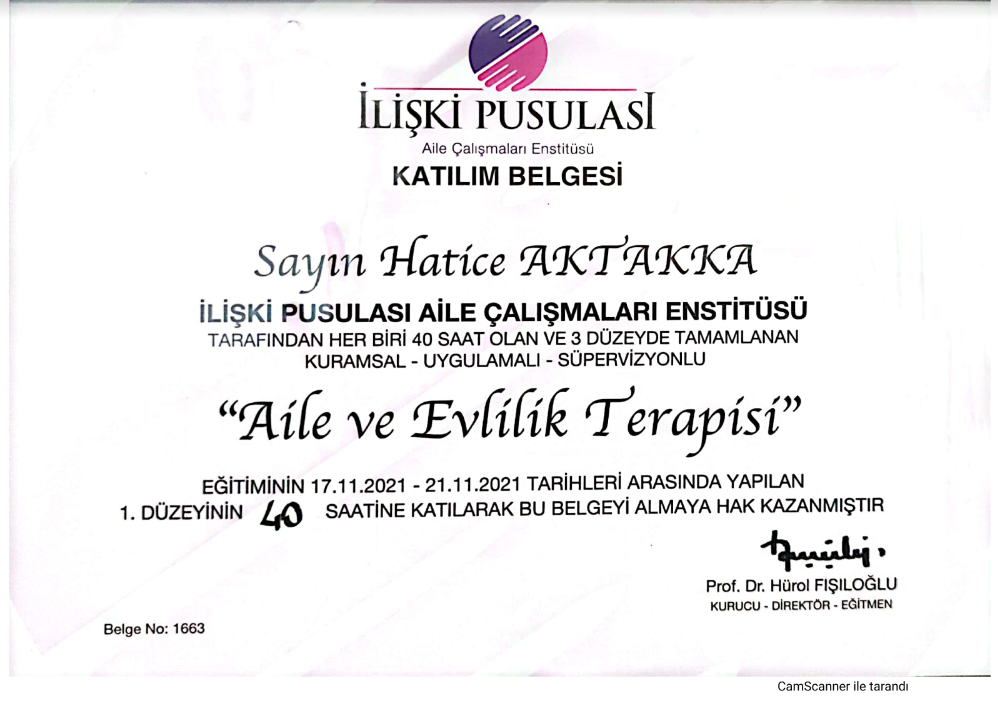 İLİŞKİ PUSULASI
Aile Çalışmaları Enstitüsü
KATILIM BELGESİ
Sayın Hatice AKTAKKA
İLİŞKİ PUSULASI AİLE ÇALIŞMALARI ENSTİTÜSÜ
TARAFINDAN HER BİRİ 40 SAAT OLAN VE 3 DÜZEYDE TAMAMLANAN
KURAMSAL - UYGULAMALI - SÜPERVİZYONLU
“Aile ve Evlilik Terapisi”
EĞİTİMİNİN 17.11.2021 - 21.11.2021 TARİHLERİ ARASINDA YAPILAN
1. DÜZEYİNİN 40 SAATİNE KATILARAK BU BELGEYİ ALMAYA HAK KAZANMIŞTIR
Prof. Dr. Hürol FIŞILOĞLU
KURUCU - DİREKTÖR - EĞİTMEN
Belge No: 1663
CamScanner ile tarandı